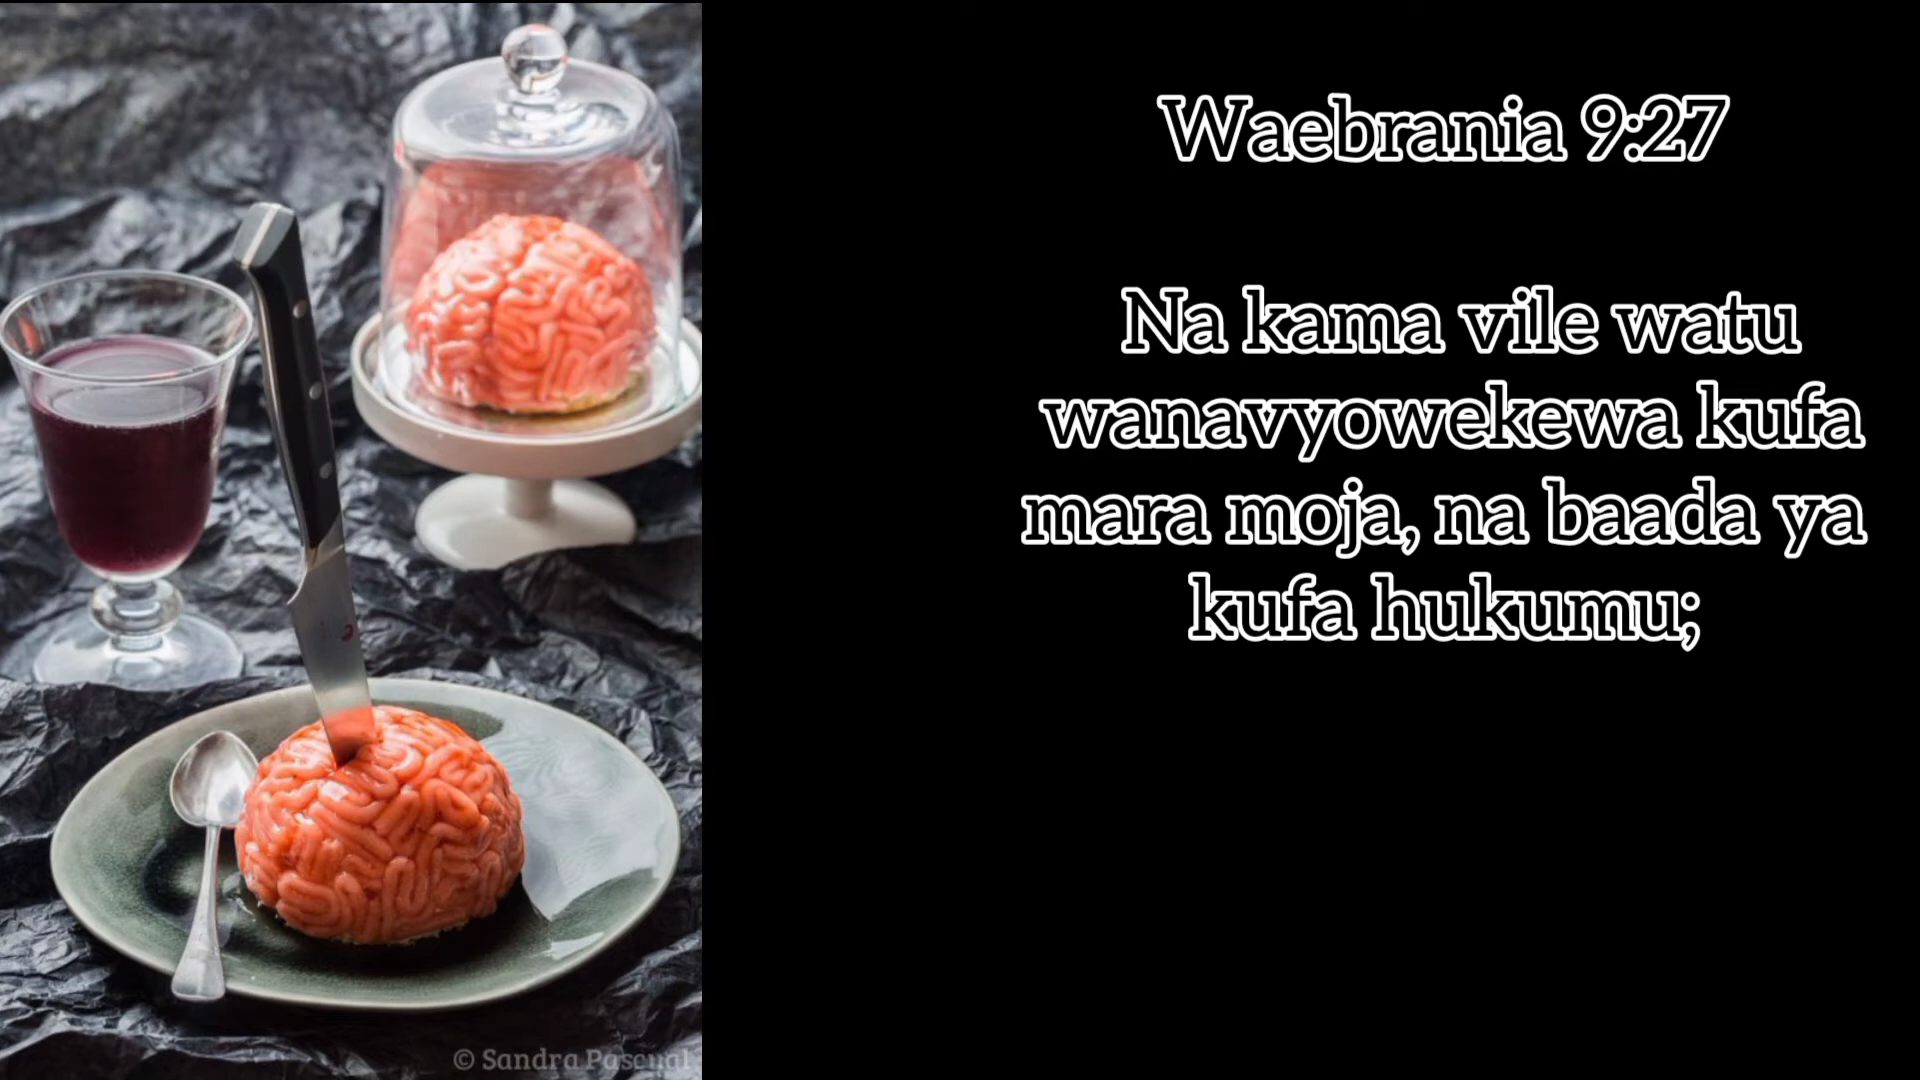 Waebrania 9:27
Na kama vile watu
wanavyowekewa kufa
mara moja, na baada ya
kufa hukumu;
© Sandra Pascual